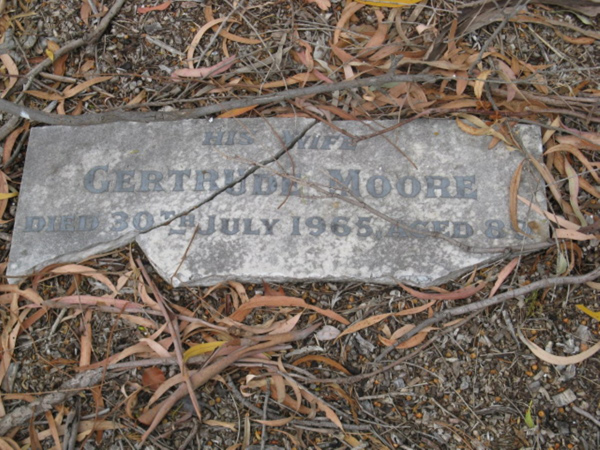 HIS WIFE
GERTRUDE MOORE
DIED 30TH JULY 1965, AGED